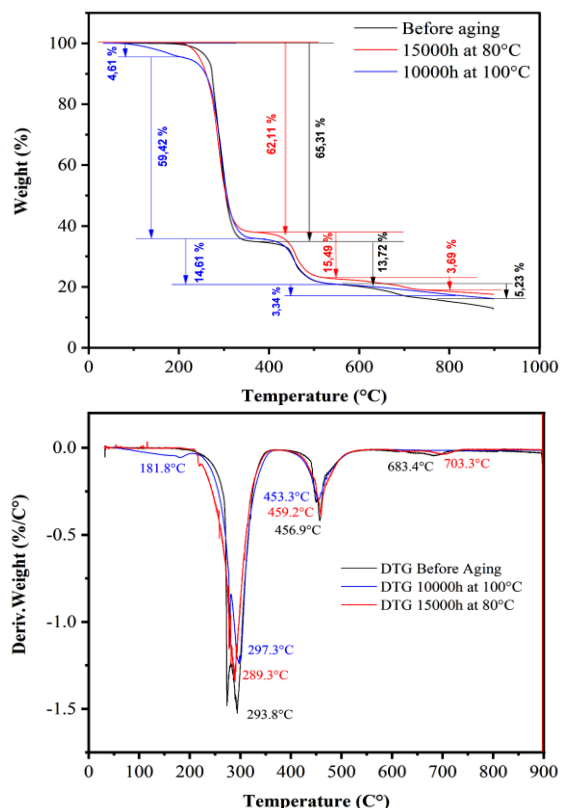 Before aging
15000h at 80°C
10000h at 100°C
4,61 %
59,42 %
14,61 %
62,11 %
65,31 %
15,49 %
13,72 %
3,34 %
3,69 %
5,23 %
Weight (%)
100
80
60
40
20
0
0
200
400
600
800
1000
Temperature (°C)
0.0
-0.5
-1.0
-1.5
Deriv.Weight (%/C°)
181.8°C
453.3°C
459.2°C
456.9°C
683.4°C
703.3°C
297.3°C
289.3°C
293.8°C
DTG Before Aging
DTG 10000h at 100°C
DTG 15000h at 80°C
0
100
200
300
400
500
600
700
800
900
Temperature (C°)